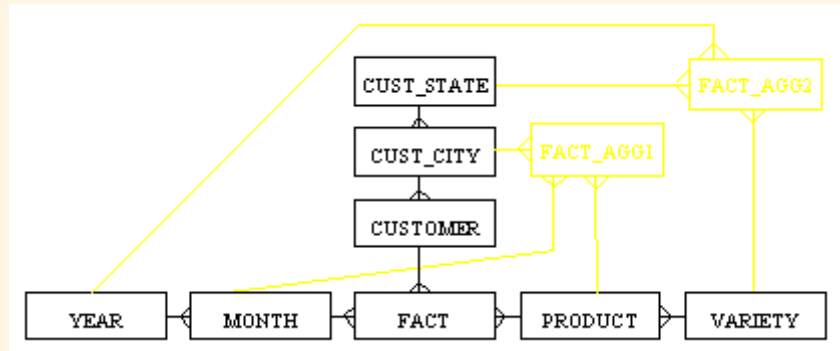 CUST_STATE
FACT_AGG2
CUST_CITY
FACT_AGG1
CUSTOMER
YEAR
MONTH
FACT
PRODUCT
VARIETY